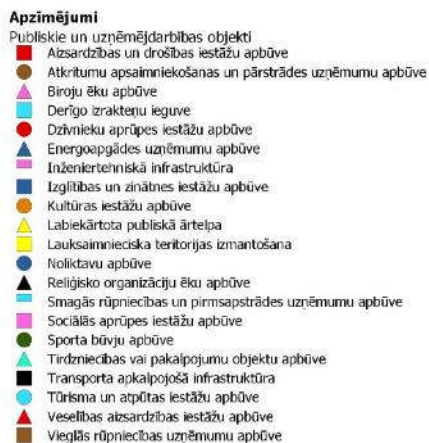 Apzīmējumi
Publiskie un uzņēmējdarbības objekti
Aizsardzības un drošības iestāžu apbūve
Atkritumu apsaimniekošanas un pārstrādes uzņēmumu apbūve
Biroju ēku apbūve
Derīgo izrakteņu ieguve
Dzīvnieku aprūpes iestāžu apbūve
Energoapgādes uzņēmumu apbūve
Inženiertehniskā infrastruktūra
Izglītības un zinātnes iestāžu apbūve
Kultūras iestāžu apbūve
Labiekārtota publiskā ārtelpa
Lauksaimnieciska teritorijas izmantošana
Noliktavu apbūve
Reliģisko organizāciju ēku apbūve
Smagās rūpniecības un pirmapstrādes uzņēmumu apbūve
Sociālās aprūpes iestāžu apbūve
Sporta būvju apbūve
Tirdzniecības vai pakalpojumu objektu apbūve
Transporta apkalpojošā infrastruktūra
Tūrisma un atpūtas iestāžu apbūve
Veselības aizsardzības iestāžu apbūve
Vieglās rūpniecības uzņēmumu apbūve